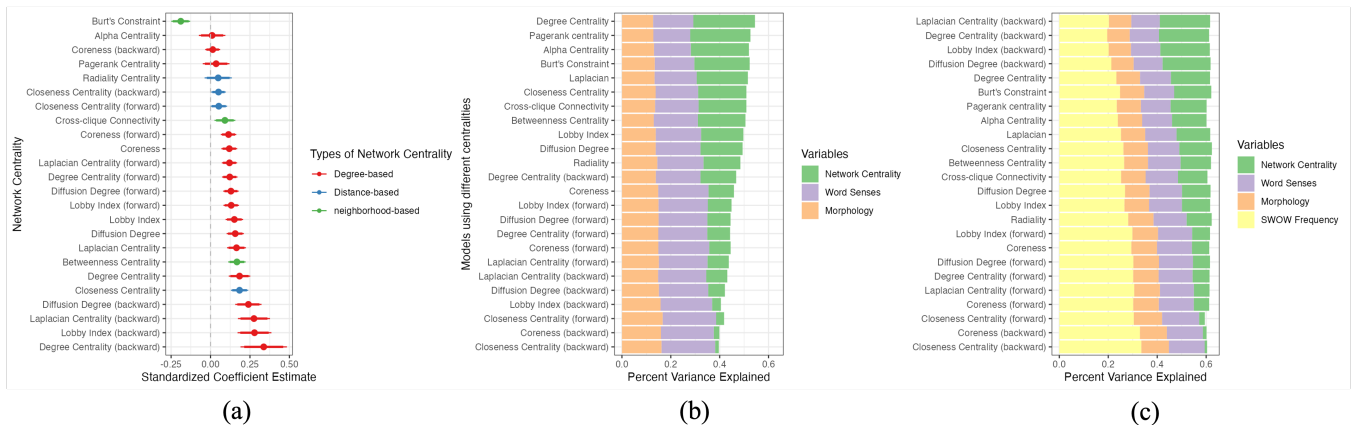 Network Centrality
Burt's Constraint
Alpha Centrality
Coreness (backward)
Pagerank Centrality
Radiality Centrality
Closeness Centrality (backward)
Closeness Centrality (forward)
Cross-clique Connectivity
Coreness (forward)
Coreness
Laplacian Centrality (forward)
Degree Centrality (forward)
Diffusion Degree (forward)
Lobby Index (forward)
Lobby Index
Diffusion Degree
Laplacian Centrality
Betweenness Centrality
Degree Centrality
Closeness Centrality
Diffusion Degree (backward)
Laplacian Centrality (backward)
Lobby Index (backward)
Degree Centrality (backward)
-0.25 0.00 0.25 0.50
Standardized Coefficient Estimate
Types of Network Centrality
Degree-based
Distance-based
neighborhood-based
(a)
Models using different centralities
Degree Centrality
Pagerank centrality
Alpha Centrality
Burt's Constraint
Laplacian
Closeness Centrality
Cross-clique Connectivity
Betweenness Centrality
Lobby Index
Diffusion Degree
Radiality
Degree Centrality (backward)
Coreness
Lobby Index (forward)
Diffusion Degree (forward)
Degree Centrality (forward)
Coreness (forward)
Laplacian Centrality (forward)
Laplacian Centrality (backward)
Diffusion Degree (backward)
Lobby Index (backward)
Closeness Centrality (forward)
Coreness (backward)
Closeness Centrality (backward)
0.0 0.2 0.4 0.6
Percent Variance Explained
Variables
Network Centrality
Word Senses
Morphology
(b)
Laplacian Centrality (backward)
Degree Centrality (backward)
Lobby Index (backward)
Diffusion Degree (backward)
Degree Centrality
Burt's Constraint
Pagerank centrality
Alpha Centrality
Laplacian
Closeness Centrality
Betweenness Centrality
Cross-clique Connectivity
Diffusion Degree
Lobby Index
Radiality
Lobby Index (forward)
Coreness
Diffusion Degree (forward)
Degree Centrality (forward)
Laplacian Centrality (forward)
Coreness (forward)
Closeness Centrality (forward)
Coreness (backward)
Closeness Centrality (backward)
0.0 0.2 0.4 0.6
Percent Variance Explained
Variables
Network Centrality
Word Senses
Morphology
SWOW Frequency
(c)